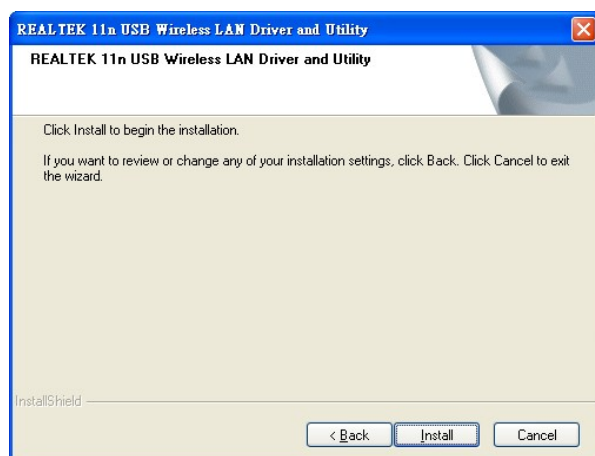 REALTEK 11n USB Wireless LAN Driver and Utility
REALTEK 11n USB Wireless LAN Driver and Utility
Click Install to begin the installation.
If you want to review or change any of your installation settings, click Back. Click Cancel to exit
the wizard.
InstallShield
< Back
Install
Cancel